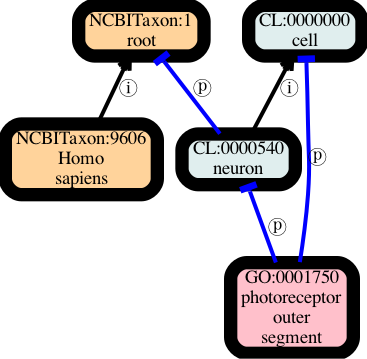 NCBITaxon:1
root
CL:0000000
cell
i
p
i
NCBITaxon:9606
Homo
sapiens
CL:0000540
neuron
p
p
GO:0001750
photoreceptor
outer
segment